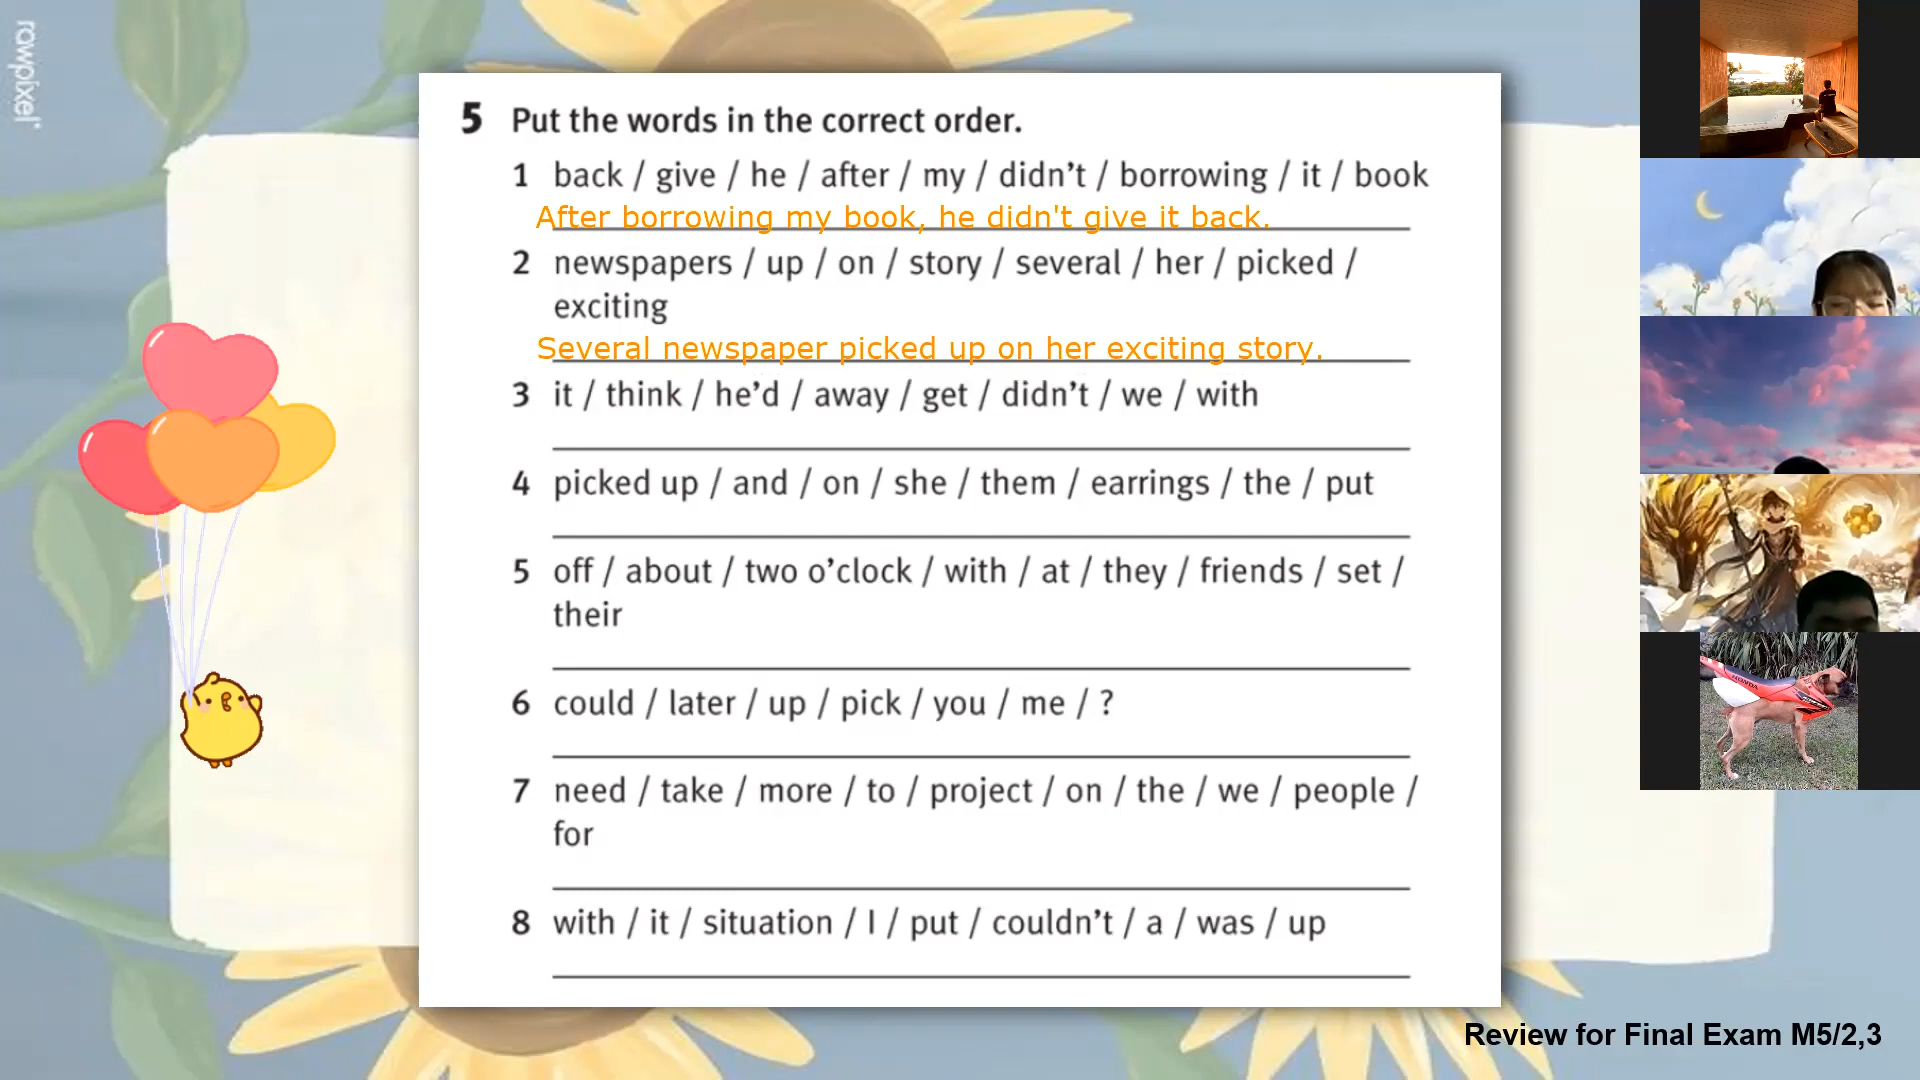 rawpixel
5 Put the words in the correct order.
1 back / give / he / after / my / didn't / borrowing / it / book
After borrowing my book, he didn't give it back.
2 newspapers / up / on / story / several / her / picked /
exciting
Several newspaper picked up on her exciting story.
3 it / think / he'd / away / get / didn't / we / with
4 picked up / and / on / she / them / earrings / the / put
5 off / about / two o'clock / with / at / they / friends / set /
their
6 could / later / up / pick / you / me / ?
7 need / take / more / to / project / on / the / we / people /
for
8 with / it / situation / I / put / couldn't / a / was / up
HONDA
Review for Final Exam M5/2,3